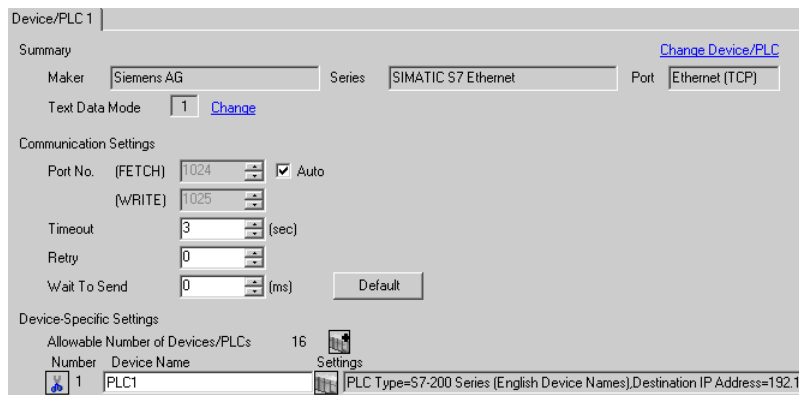 Device/PLC 1
Summary Change Device/PLC
Maker Siemens AG Series SIMATIC S7 Ethernet Port Ethernet (TCP)
Text Data Mode 1 Change
Communication Settings
Port No. (FETCH) 1024 Auto
(WRITE) 1025
Timeout 3 (sec)
Retry 0
Wait To Send 0 (ms) Default
Device-Specific Settings
Allowable Number of Devices/PLCs 16
Number Device Name Settings
1 PLC1 PLC Type=S7-200 Series (English Device Names),Destination IP Address=192.1